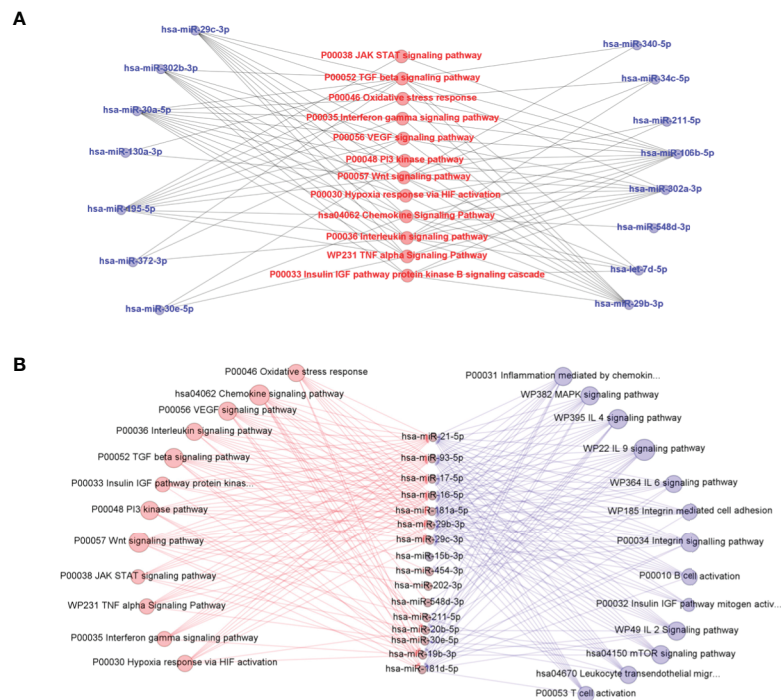 A
hsa-miR-29c-3p
hsa-miR-302b-3p
hsa-miR-30a-5p
hsa-miR-130a-3p
hsa-miR-195-5p
hsa-miR-372-3p
hsa-miR-30e-5p
P00038 JAK STAT signaling pathway
P00052 TGF beta signaling pathway
P00046 Oxidative stress response
P00035 Interferon gamma signaling pathway
P00056 VEGF signaling pathway
P00048 PI3 kinase pathway
P00057 Wnt signaling pathway
P00030 Hypoxia response via HIF activation
hsa04062 Chemokine Signaling Pathway
P00036 Interleukin signaling pathway
WP231 TNF alpha Signaling Pathway
P00033 Insulin IGF pathway protein kinase B signaling cascade
hsa-miR-340-5p
hsa-miR-34c-5p
hsa-miR-211-5p
hsa-miR-106b-5p
hsa-miR-302a-3p
hsa-miR-548d-3p
hsa-let-7d-5p
hsa-miR-29b-3p
B
P00046 Oxidative stress response
hsa04062 Chemokine signaling pathway
P00056 VEGF signaling pathway
P00036 Interleukin signaling pathway
P00052 TGF beta signaling pathway
P00033 Insulin IGF pathway protein kinas...
P00048 PI3 kinase pathway
P00057 Wnt signaling pathway
P00038 JAK STAT signaling pathway
WP231 TNF alpha Signaling Pathway
P00035 Interferon gamma signaling pathway
P00030 Hypoxia response via HIF activation
hsa-miR-21-5p
hsa-miR-93-5p
hsa-miR-17-5p
hsa-miR-16-5p
hsa-miR-181a-5p
hsa-miR-29b-3p
hsa-miR-29c-3p
hsa-miR-15b-3p
hsa-miR-454-3p
hsa-miR-202-3p
hsa-miR-548d-3p
hsa-miR-211-5p
hsa-miR-20b-5p
hsa-miR-30e-5p
hsa-miR-19b-3p
hsa-miR-181d-5p
P00031 Inflammation mediated by chemokin...
WP382 MAPK signaling pathway
WP395 IL 4 signaling pathway
WP22 IL 9 signaling pathway
WP364 IL 6 signaling pathway
WP185 Integrin mediated cell adhesion
P00034 Integrin signalling pathway
P00010 B cell activation
P00032 Insulin IGF pathway mitogen activ...
WP49 IL 2 Signaling pathway
hsa04150 mTOR signaling pathway
hsa04670 Leukocyte transendothelial migr...
P00053 T cell activation